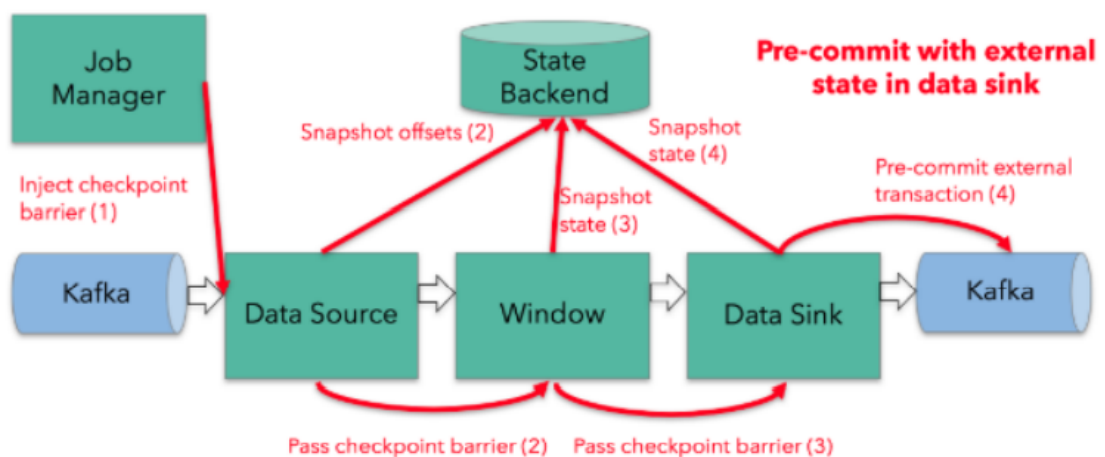 Job
Manager
State
Backend
Pre-commit with external
state in data sink
Snapshot offsets (2)
Snapshot
state (4)
Pre-commit external
transaction (4)
Inject checkpoint
barrier (1)
Snapshot
state (3)
Kafka
Data Source
Window
Data Sink
Kafka
Pass checkpoint barrier (2)
Pass checkpoint barrier (3)